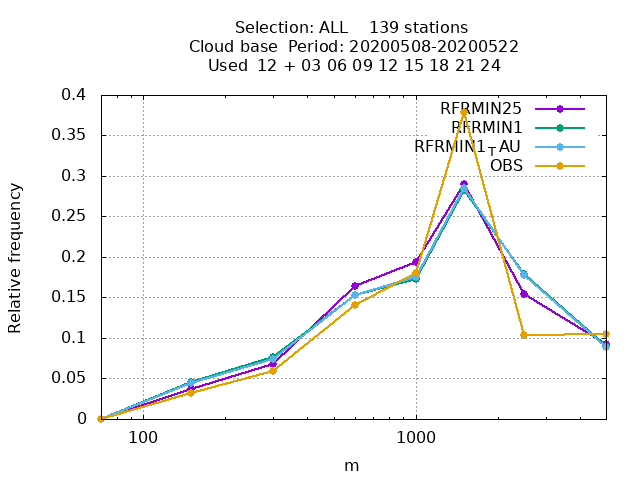 Selection: ALL    139 stations
Cloud base  Period: 20200508-20200522
Used  12 + 03 06 09 12 15 18 21 24
0.4
0.35
0.3
0.25
0.2
0.15
0.1
0.05
0
Relative frequency
RFRMIN25
RFRMIN1
RFRMIN1_TAU
OBS
100
1000
m